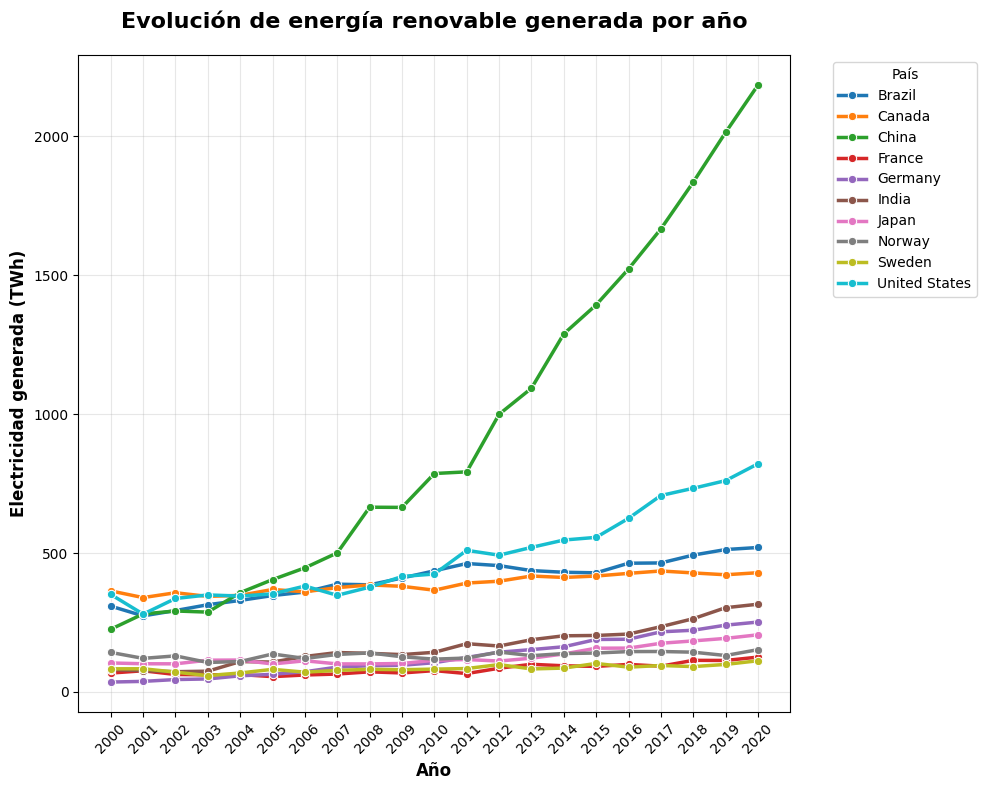 Evolución de energía renovable generada por año
Electricidad generada (TWh)
2000
1500
1000
500
0
2000
2001
2002
2003
2004
2005
2006
2007
2008
2009
2010
2011
2012
2013
2014
2015
2016
2017
2018
2019
2020
Año
País
Brazil
Canada
China
France
Germany
India
Japan
Norway
Sweden
United States